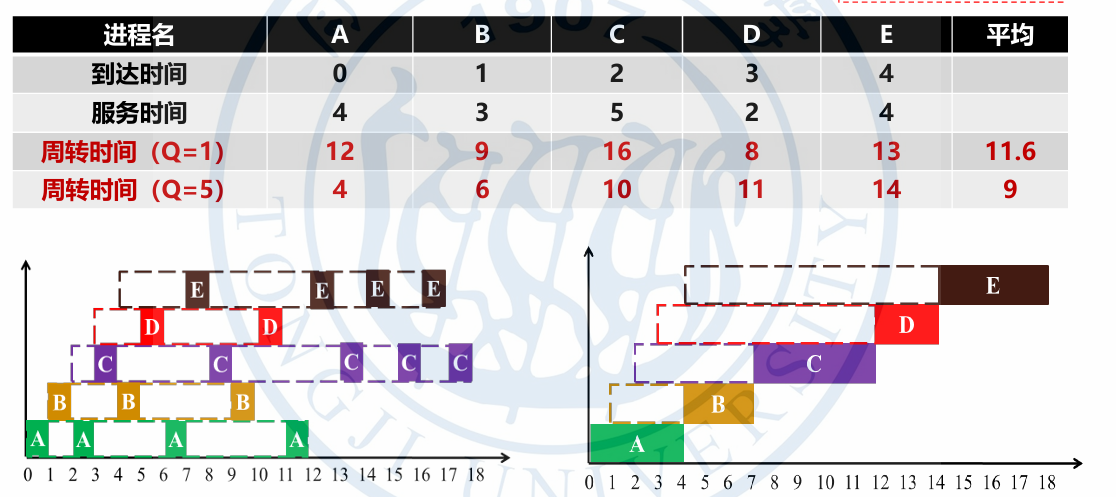 进程名 A B C D E 平均
到达时间 0 1 2 3 4
服务时间 4 3 5 2 4
周转时间（Q=1） 12 9 16 8 13 11.6
周转时间（Q=5） 4 6 10 11 14 9
1907
TONGJI UNIVERSITY
E E E E
D D
C C C C C
B B B
A A A A
0 1 2 3 4 5 6 7 8 9 10 11 12 13 14 15 16 17 18
E
D
C
B
A
0 1 2 3 4 5 6 7 8 9 10 11 12 13 14 15 16 17 18